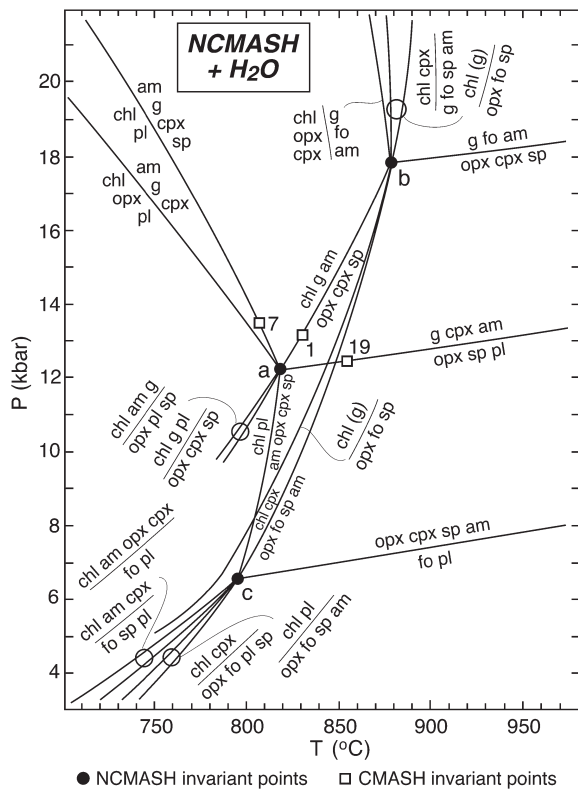 NCMASH
+ H2O
20
18
16
14
12
10
8
6
4
P (kbar)
750
800
850
900
950
T (oC)
am
g
chl
cpx
pl
sp
am
chl
g
opx
cpx
pl
chl
opx
cpx
g
fo
am
chl cpx
g fo sp am
chl (g)
opx fo sp
b
g fo am
opx cpx sp
chl g am
opx cpx sp
7
1
19
a
g cpx am
opx sp pl
chl am g
opx pl sp
chl g pl
opx cpx sp
chl pl
am opx cpx sp
chl (g)
opx fo sp
chl cpx
opx fo sp am
chl am opx cpx
fo pl
opx cpx sp am
fo pl
c
chl am cpx
fo sp pl
chl cpx
opx fo pl sp
chl pl
opx fo sp am
NCMASH invariant points
CMASH invariant points